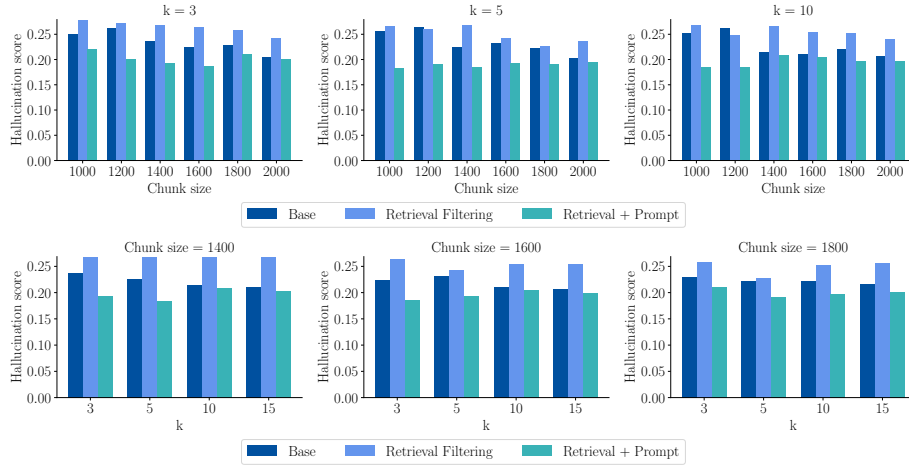 k = 3
k = 5
k = 10
Hallucination score
0.25
0.20
0.15
0.10
0.05
0.00
1000 1200 1400 1600 1800 2000
Chunk size
Hallucination score
0.25
0.20
0.15
0.10
0.05
0.00
1000 1200 1400 1600 1800 2000
Chunk size
Hallucination score
0.25
0.20
0.15
0.10
0.05
0.00
1000 1200 1400 1600 1800 2000
Chunk size
Base Retrieval Filtering Retrieval + Prompt
Chunk size = 1400
Chunk size = 1600
Chunk size = 1800
Hallucination score
0.25
0.20
0.15
0.10
0.05
0.00
3 5 10 15
k
Hallucination score
0.25
0.20
0.15
0.10
0.05
0.00
3 5 10 15
k
Hallucination score
0.25
0.20
0.15
0.10
0.05
0.00
3 5 10 15
k
Base Retrieval Filtering Retrieval + Prompt